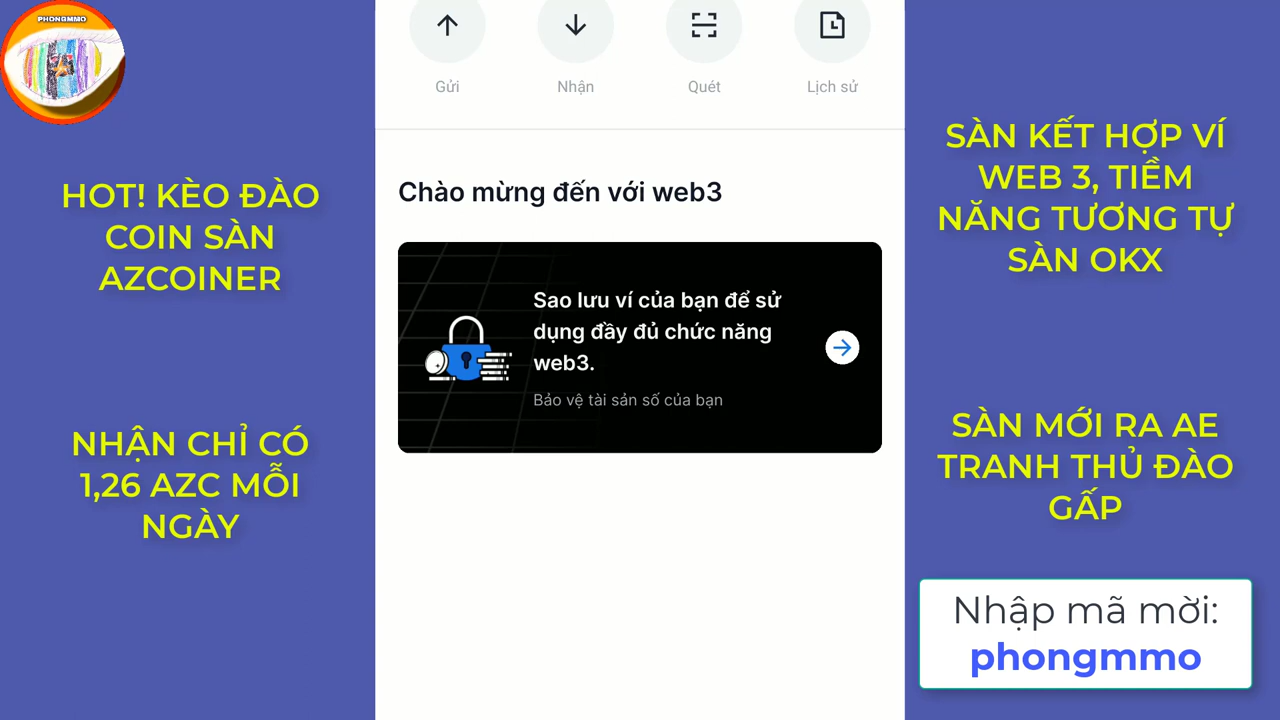 PHONGMMO
HOT! KÈO ĐÀO
COIN SÀN
AZCOINER
NHẬN CHỈ CÓ
1,26 AZC MỖI
NGÀY
Gửi
Nhận
Quét
Lịch sử
Chào mừng đến với web3
Sao lưu ví của bạn để sử
dụng đầy đủ chức năng
web3.
Bảo vệ tài sản số của bạn
SÀN KẾT HỢP VÍ
WEB 3, TIỀM
NĂNG TƯƠNG TỰ
SÀN OKX
SÀN MỚI RA AE
TRANH THỦ ĐÀO
GẤP
Nhập mã mời:
phongmmo